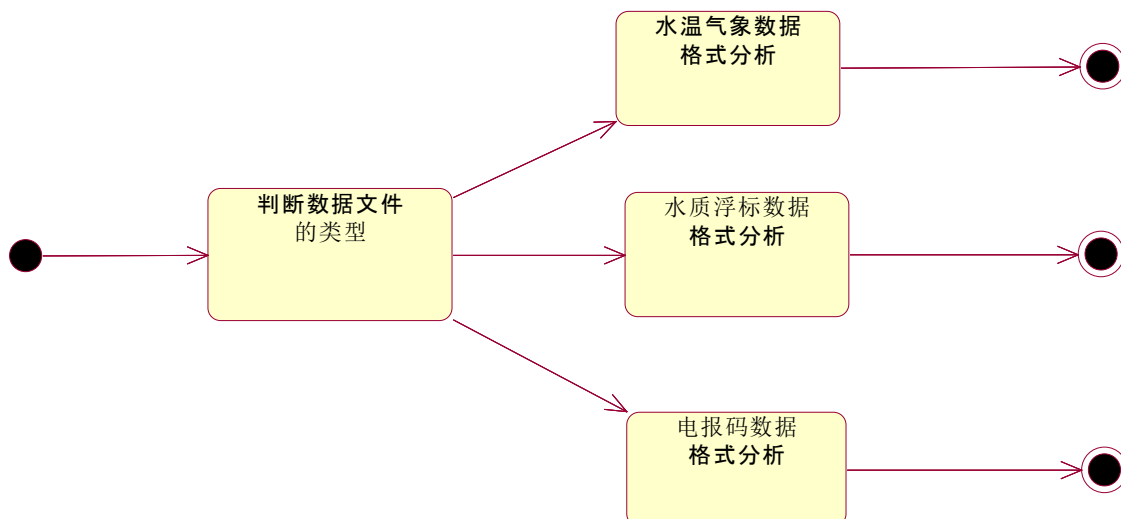 水温气象数据
格式分析
判断数据文件
的类型
水质浮标数据
格式分析
电报码数据
格式分析